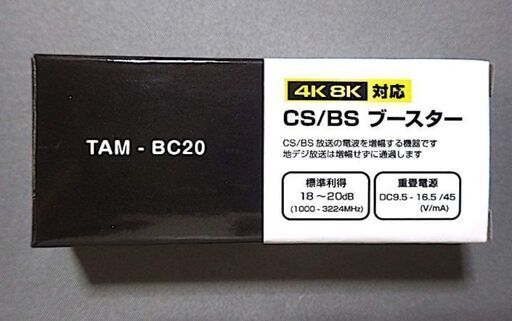 TAM - BC20
4K 8K 対応
CS/BS ブースター
CS/BS 放送の電波を増幅する機器です
地デジ放送は増幅せずに通過します
標準利得
18～20dB
(1000 - 3224MHz)
重畳電源
DC9.5 - 16.5 /45
(V/mA)